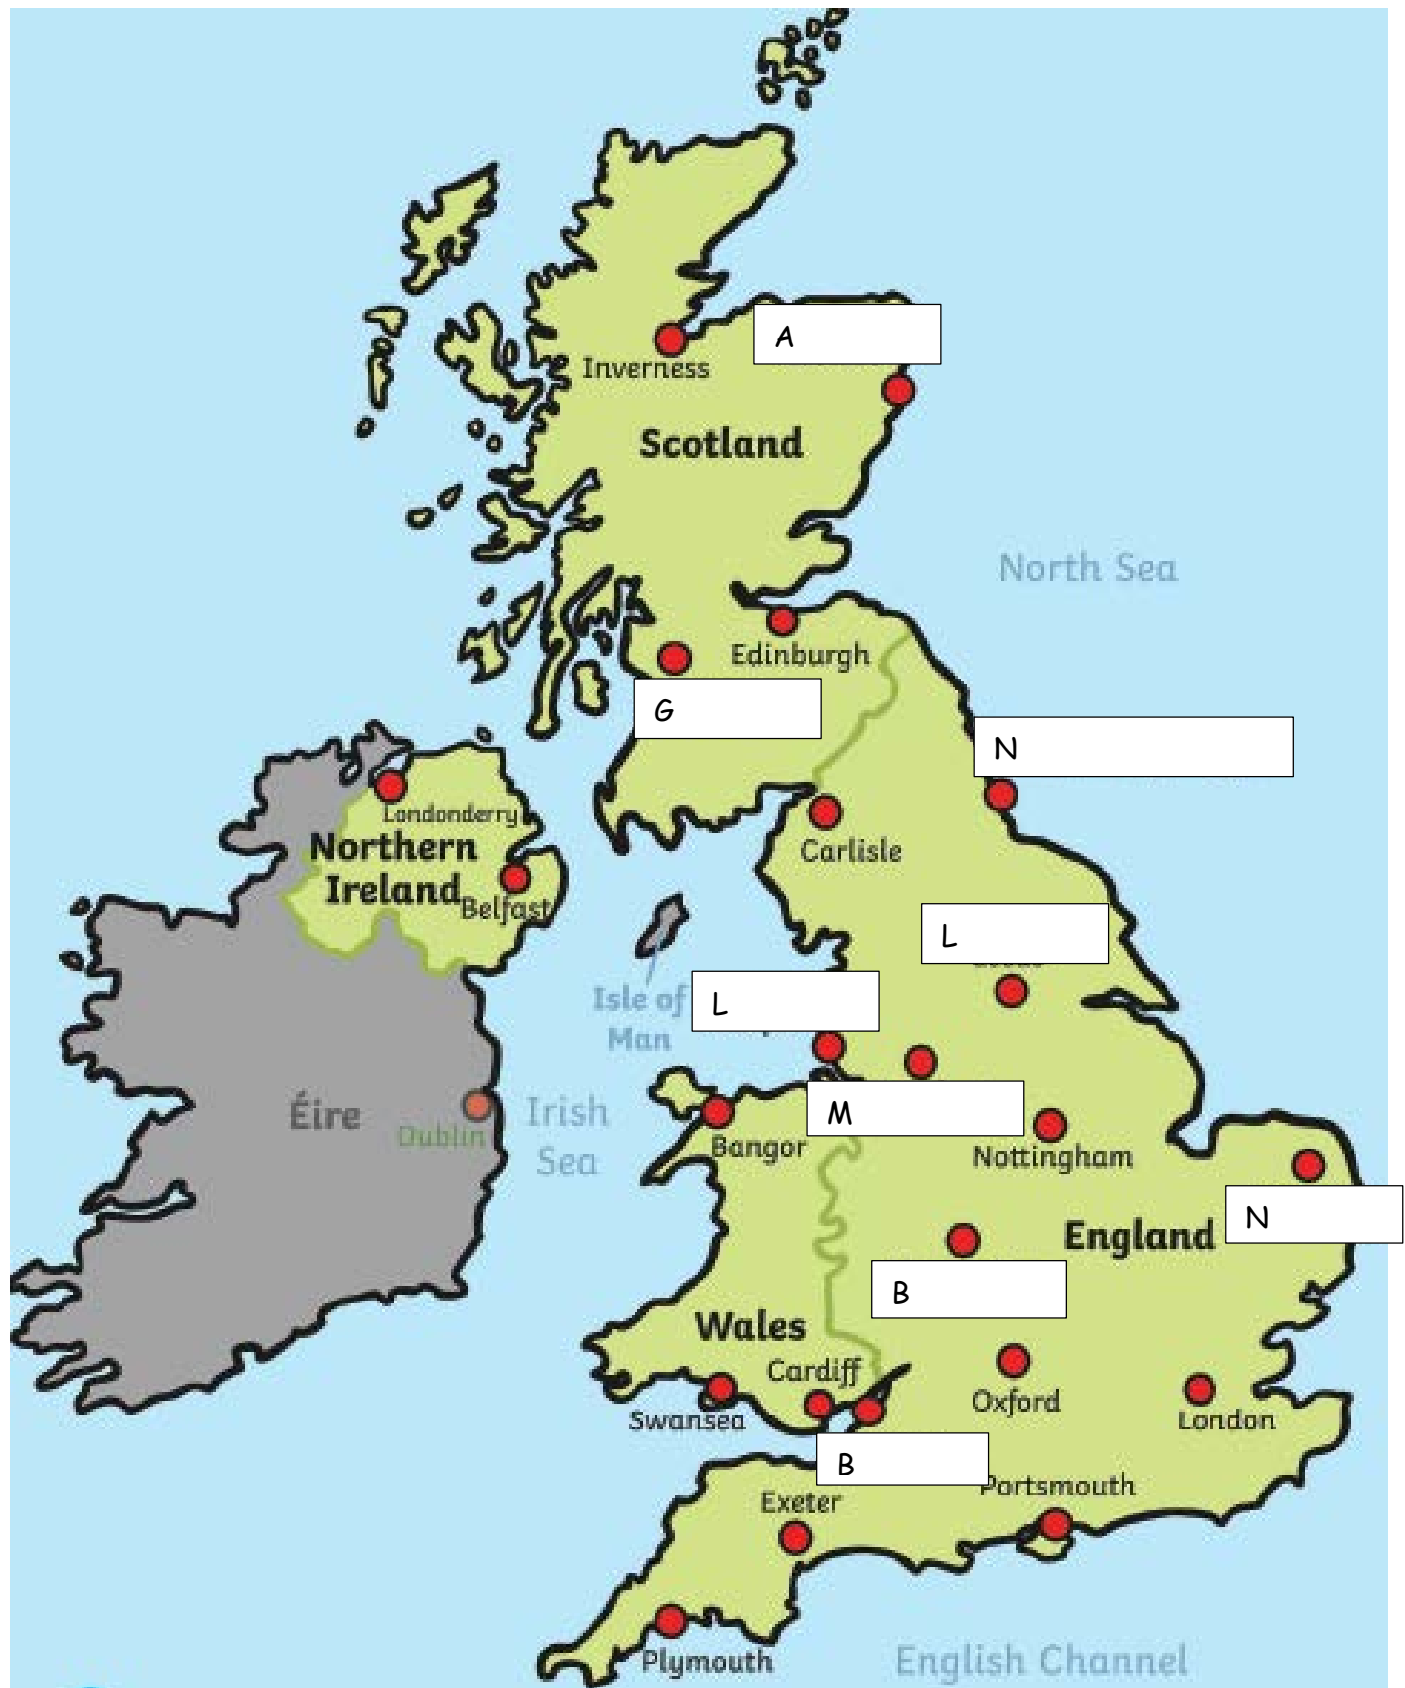 A
Inverness
Scotland
North Sea
Edinburgh
G
N
Londonderry
Carlisle
Northern
Ireland
Belfast
L
L
Isle of
Man
M
Éire
Irish
Sea
Dublin
Bangor
Nottingham
N
England
B
Wales
Cardiff
Swansea
Oxford
London
B
Portsmouth
Exeter
Plymouth
English Channel